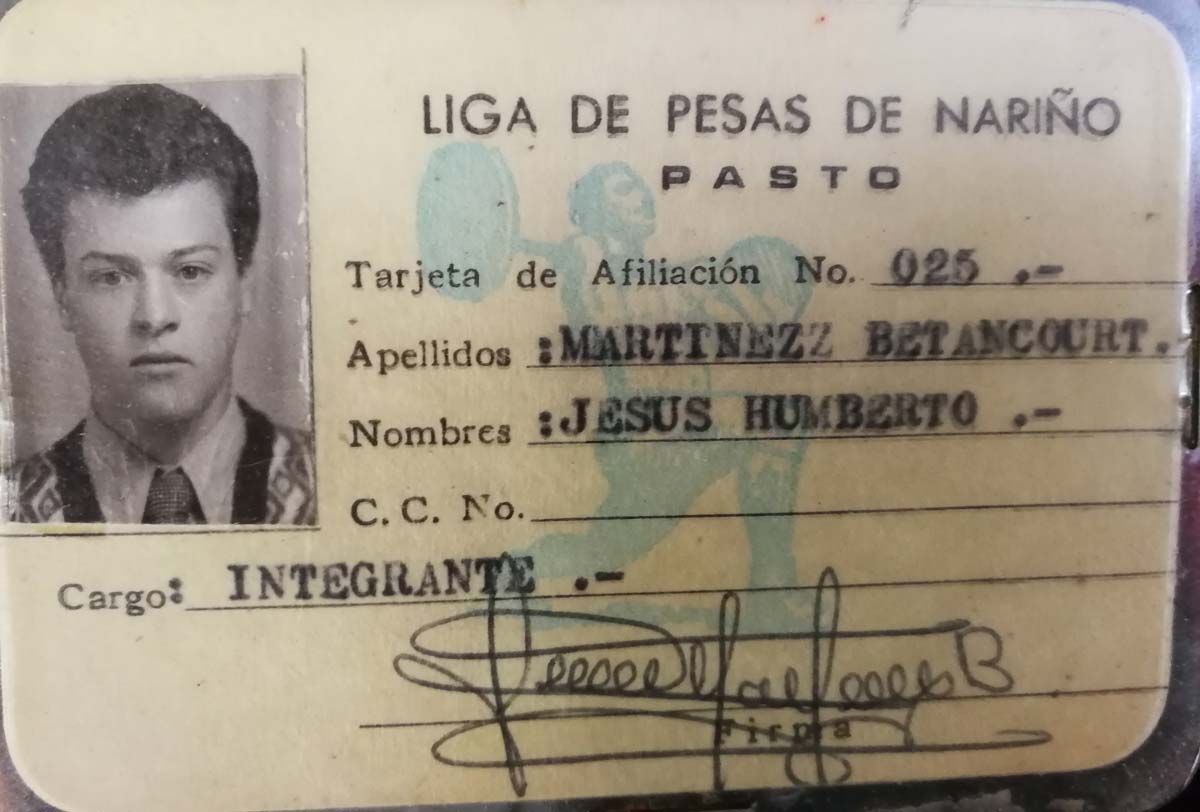 LIGA DE PESAS DE NARIÑO
PASTO
Tarjeta de Afiliación No. 025 .-
Apellidos :MARTINEZZ BETANCOURT.
Nombres :JESUS HUMBERTO .-
C. C. No.
Cargo: INTEGRANTE .-
Firma